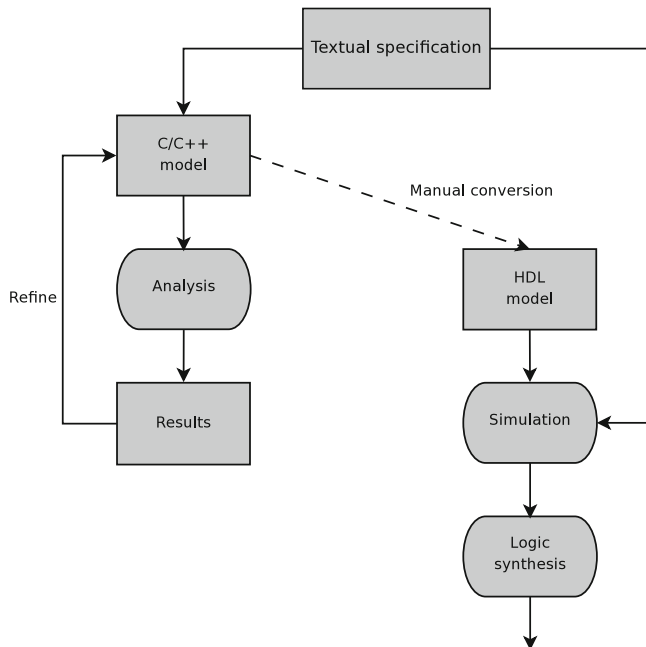 Textual specification
C/C++
model
Manual conversion
HDL
model
Analysis
Refine
Results
Simulation
Logic
synthesis